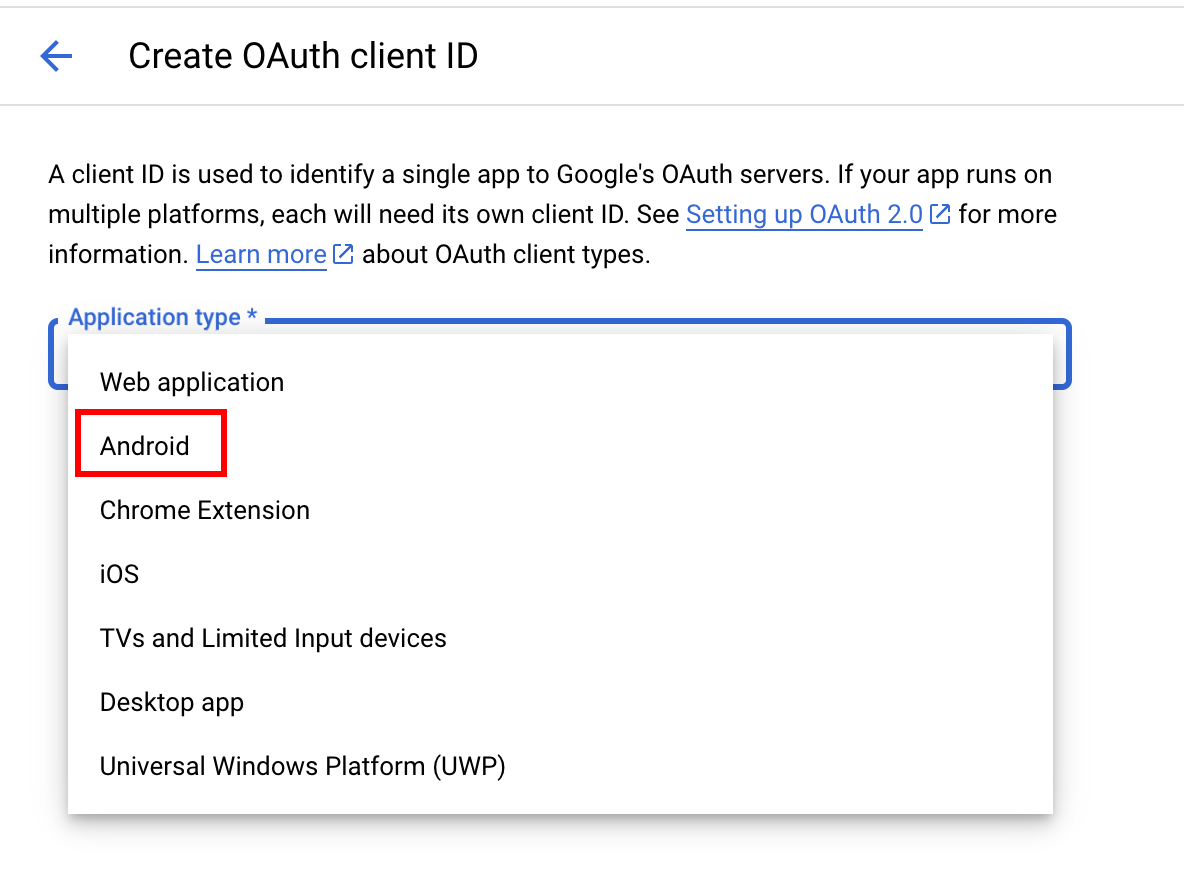 Create OAuth client ID
A client ID is used to identify a single app to Google's OAuth servers. If your app runs on
multiple platforms, each will need its own client ID. See Setting up OAuth 2.0 for more
information. Learn more about OAuth client types.
Application type *
Web application
Android
Chrome Extension
iOS
TVs and Limited Input devices
Desktop app
Universal Windows Platform (UWP)